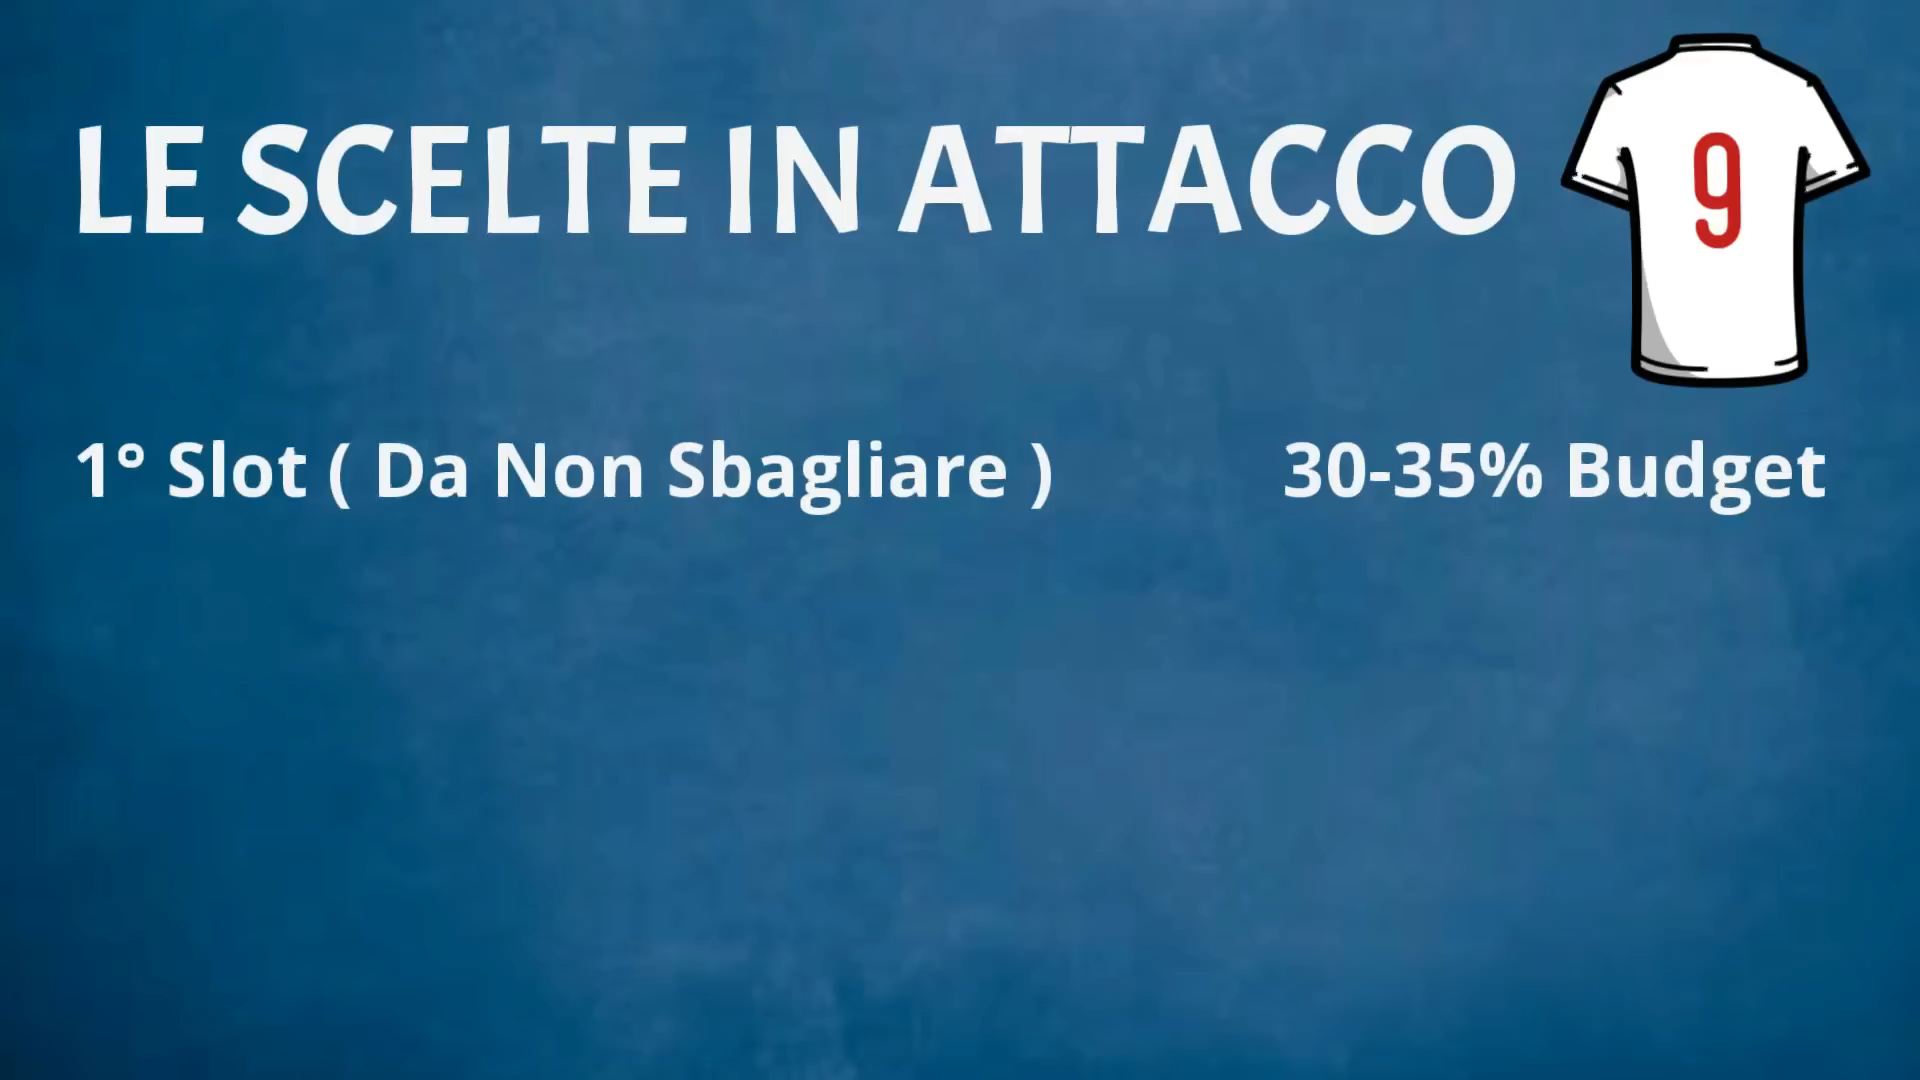 LE SCELTE IN ATTACCO
9
1° Slot ( Da Non Sbagliare ) 30-35% Budget